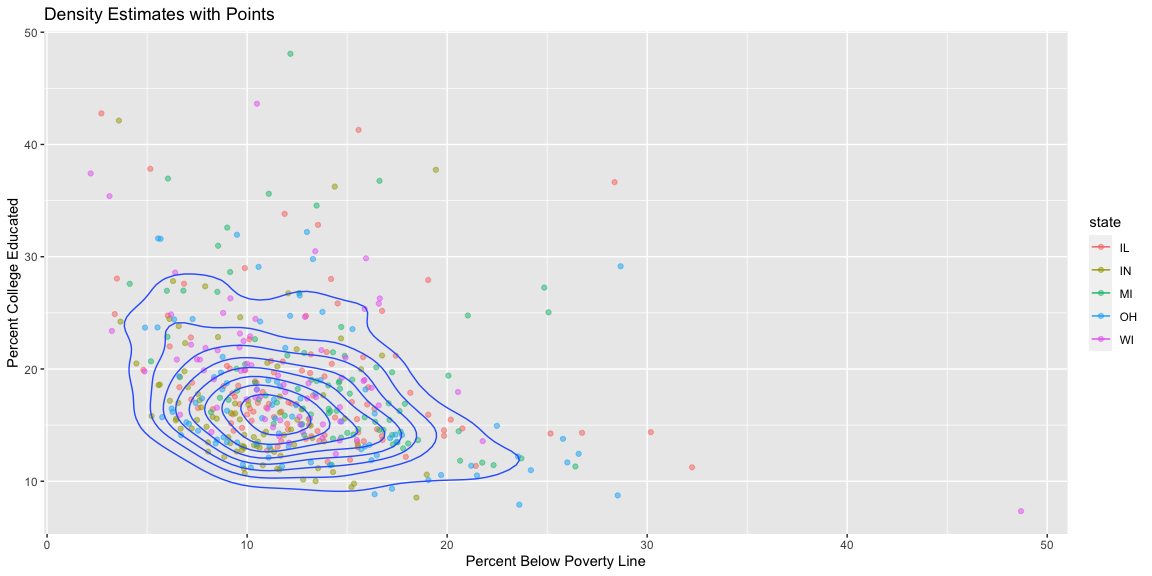 Density Estimates with Points
50
40
30
20
10
Percent College Educated
0 10 20 30 40 50
Percent Below Poverty Line
state
IL
IN
MI
OH
WI